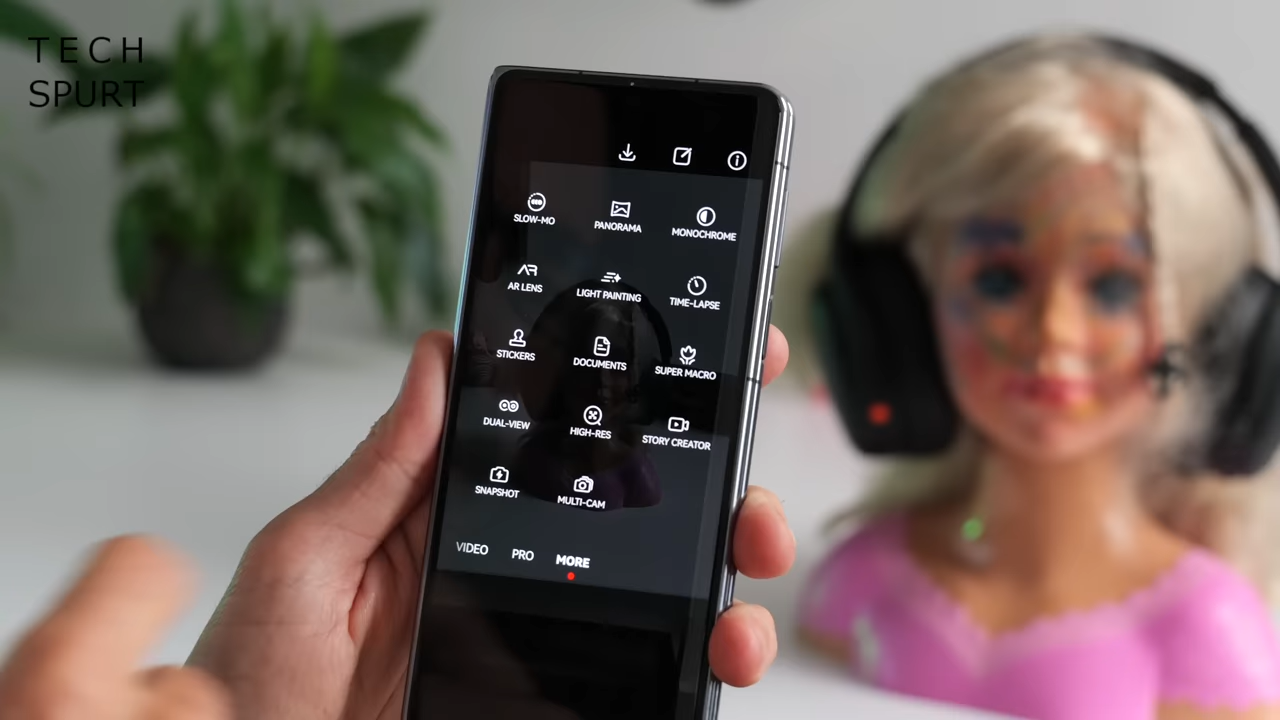 TECH
SPURT
SLOW-MO
PANORAMA
MONOCHROME
AR
AR LENS
LIGHT PAINTING
TIME-LAPSE
STICKERS
DOCUMENTS
SUPER MACRO
DUAL-VIEW
HIGH-RES
STORY CREATOR
SNAPSHOT
MULTI-CAM
VIDEO
PRO
MORE